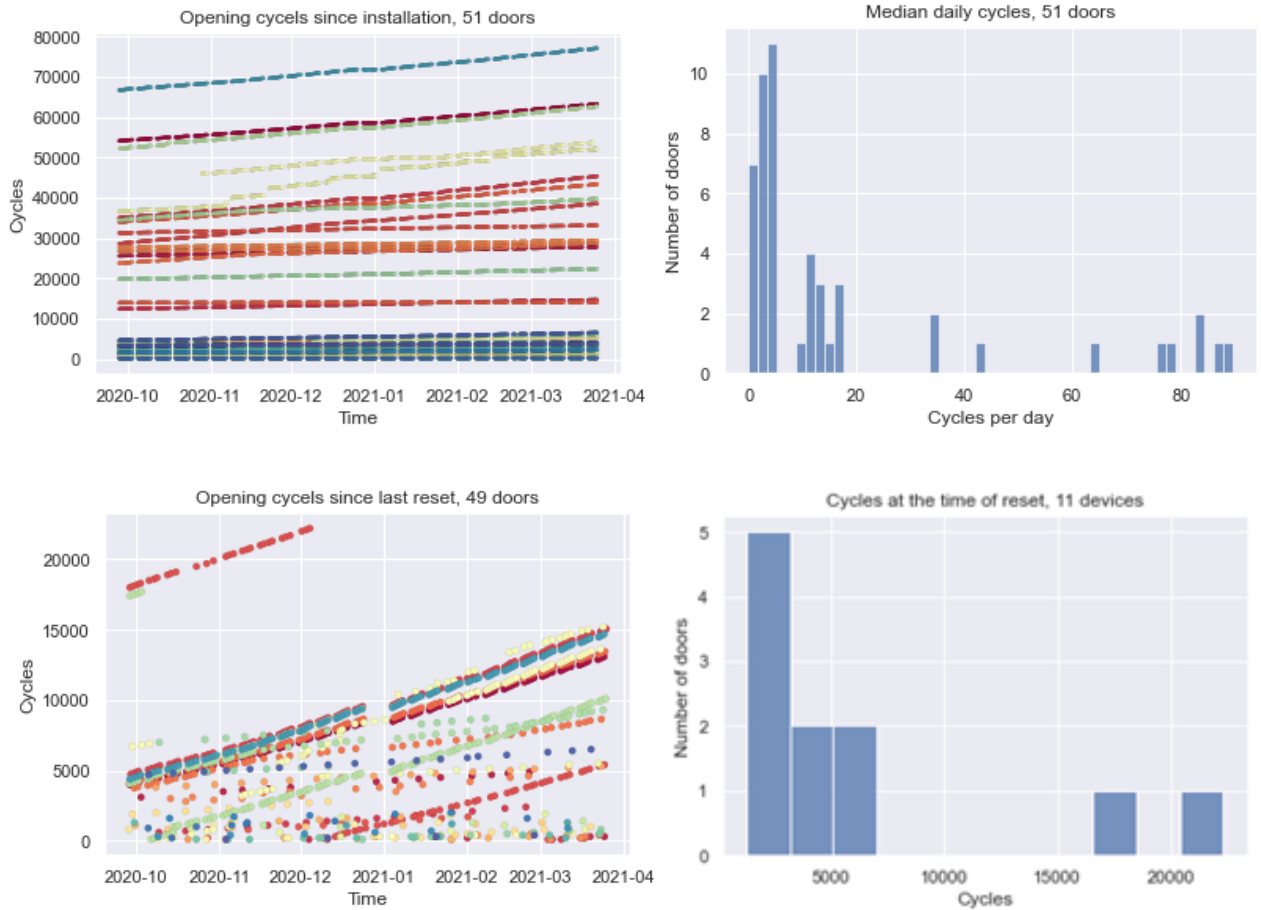 Opening cycels since installation, 51 doors
80000
70000
60000
50000
40000
30000
20000
10000
0
Cycles
2020-10 2020-11 2020-12 2021-01 2021-02 2021-03 2021-04
Time
Median daily cycles, 51 doors
10
8
6
4
2
0
Number of doors
0 20 40 60 80
Cycles per day
Opening cycels since last reset, 49 doors
20000
15000
10000
5000
0
Cycles
2020-10 2020-11 2020-12 2021-01 2021-02 2021-03 2021-04
Time
Cycles at the time of reset, 11 devices
5
4
3
2
1
0
Number of doors
5000 10000 15000 20000
Cycles